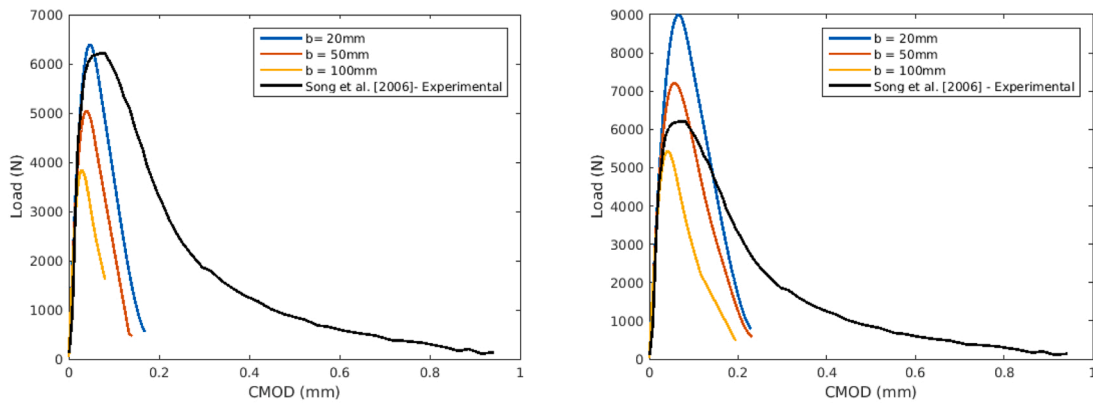 7000
6000
5000
4000
3000
2000
1000
0
Load (N)
b= 20mm
b = 50mm
b = 100mm
Song et al. [2006]- Experimental
0 0.2 0.4 0.6 0.8 1
CMOD (mm)
9000
8000
7000
6000
5000
4000
3000
2000
1000
0
Load (N)
b = 20mm
b = 50mm
b = 100mm
Song et al. [2006] - Experimental
0 0.2 0.4 0.6 0.8 1
CMOD (mm)